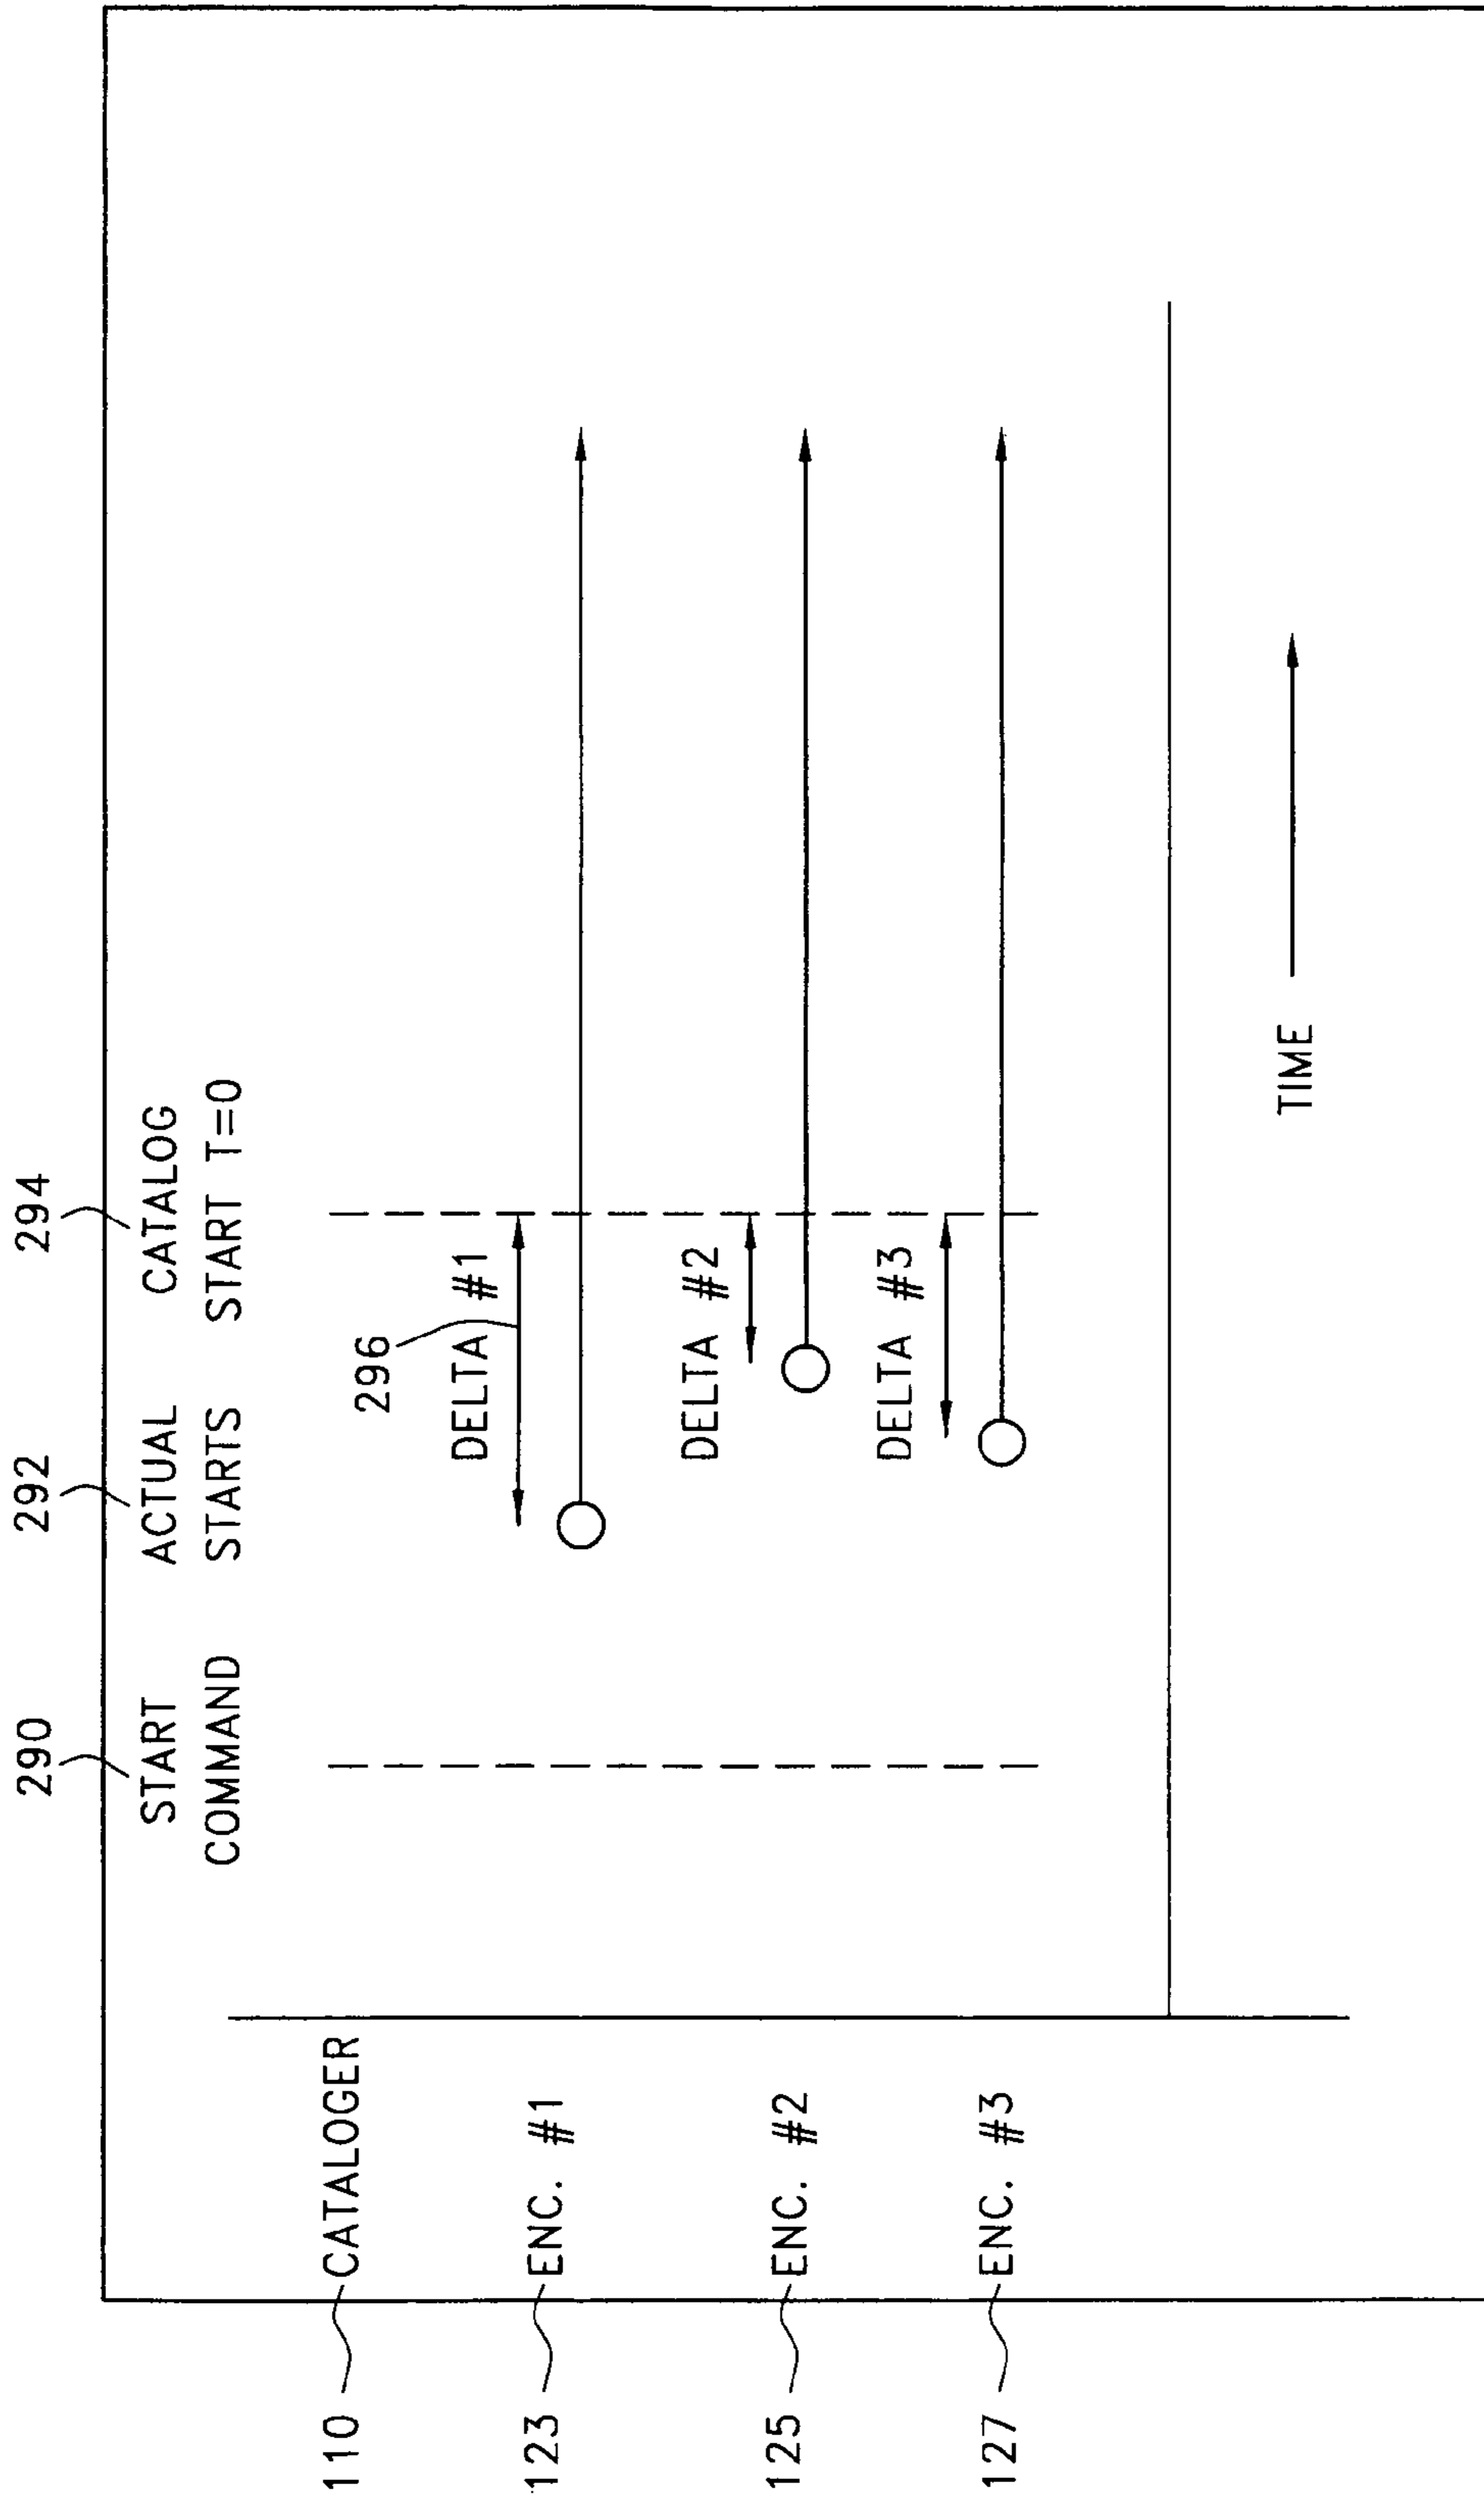 290
292
294
START
ACTUAL
CATALOG
COMMAND
STARTS
START T=0
110
CATALOGER
296
DELTA #1
123
ENC. #1
DELTA #2
125
ENC. #2
DELTA #3
127
ENC. #3
TIME